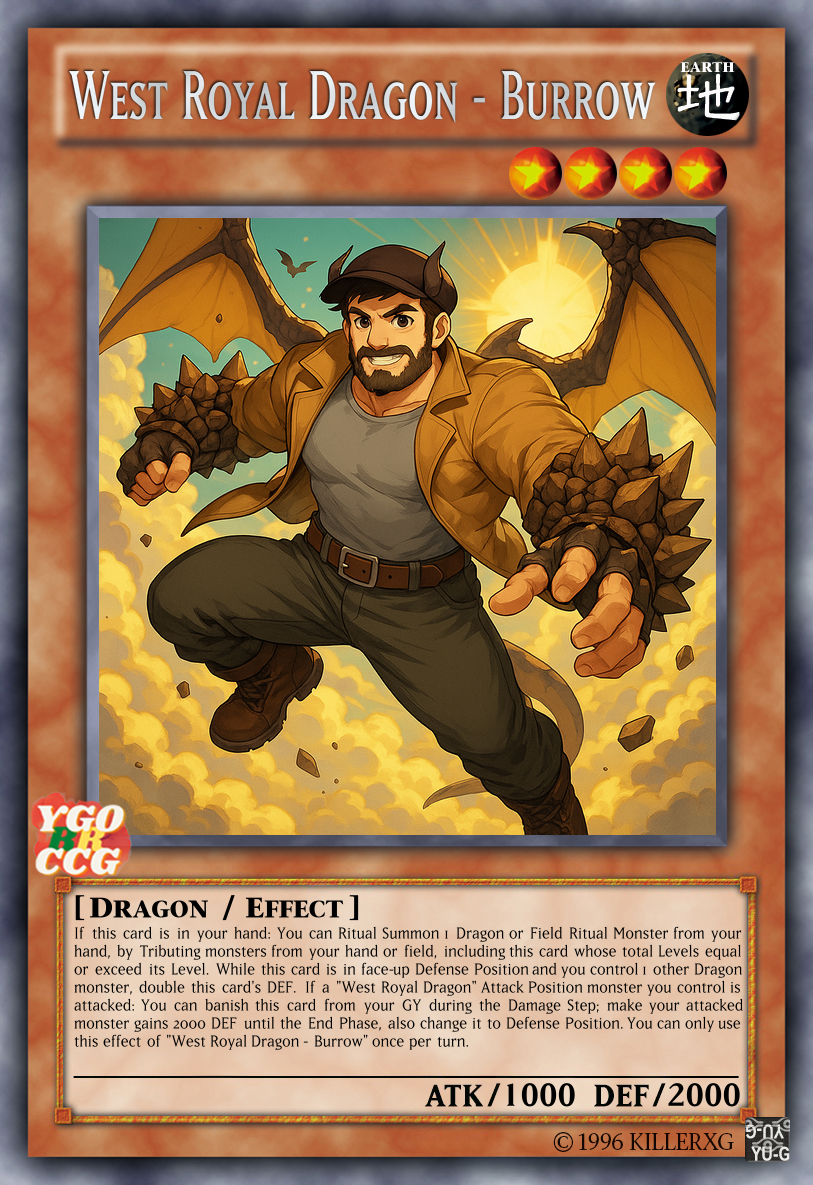 West Royal Dragon - Burrow
EARTH
地
YGO
BR
CCG
[ Dragon / Effect ]
If this card is in your hand: You can Ritual Summon 1 Dragon or Field Ritual Monster from your
hand, by Tributing monsters from your hand or field, including this card whose total Levels equal
or exceed its Level. While this card is in face-up Defense Position and you control 1 other Dragon
monster, double this card's DEF. If a "West Royal Dragon" Attack Position monster you control is
attacked: You can banish this card from your GY during the Damage Step; make your attacked
monster gains 2000 DEF until the End Phase, also change it to Defense Position. You can only use
this effect of "West Royal Dragon - Burrow" once per turn.
ATK/1000 DEF/2000
© 1996 KILLERXG
YU-G
YU-G